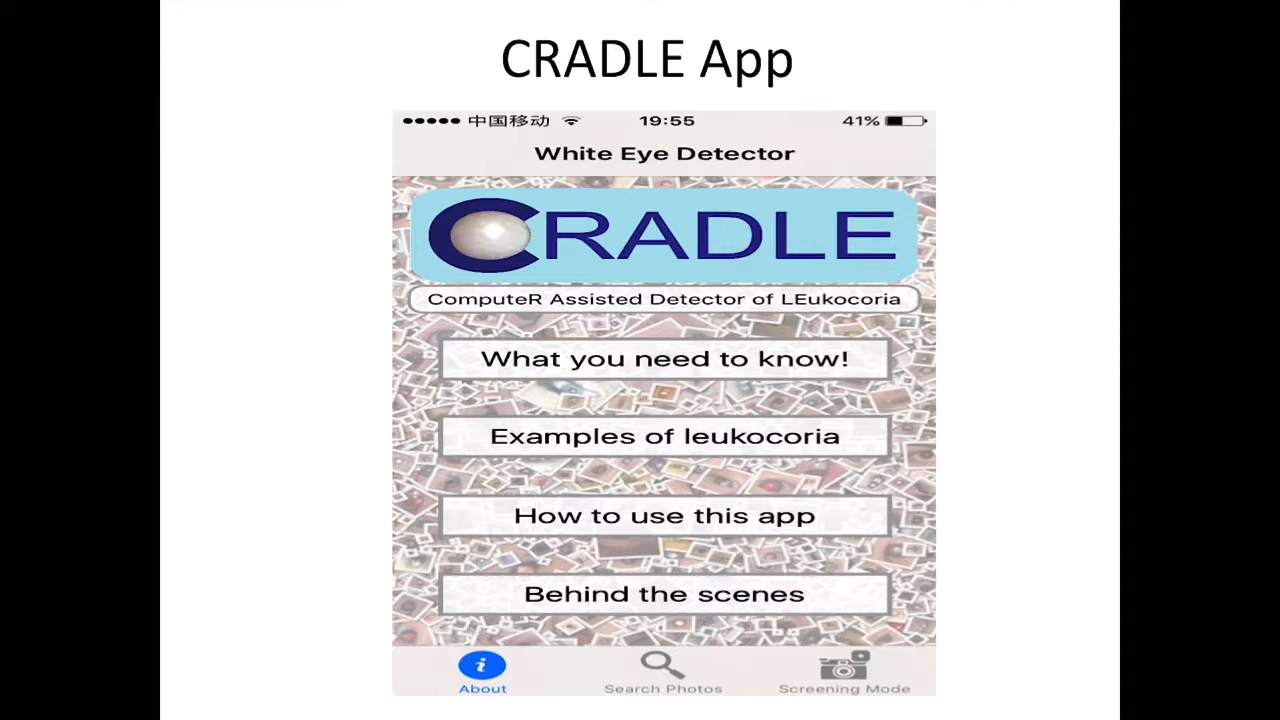 CRADLE App
中国移动 19:55 41%
White Eye Detector
CRADLE
ComputeR Assisted Detector of LEukocoria
What you need to know!
Examples of leukocoria
How to use this app
Behind the scenes
About Search Photos Screening Mode